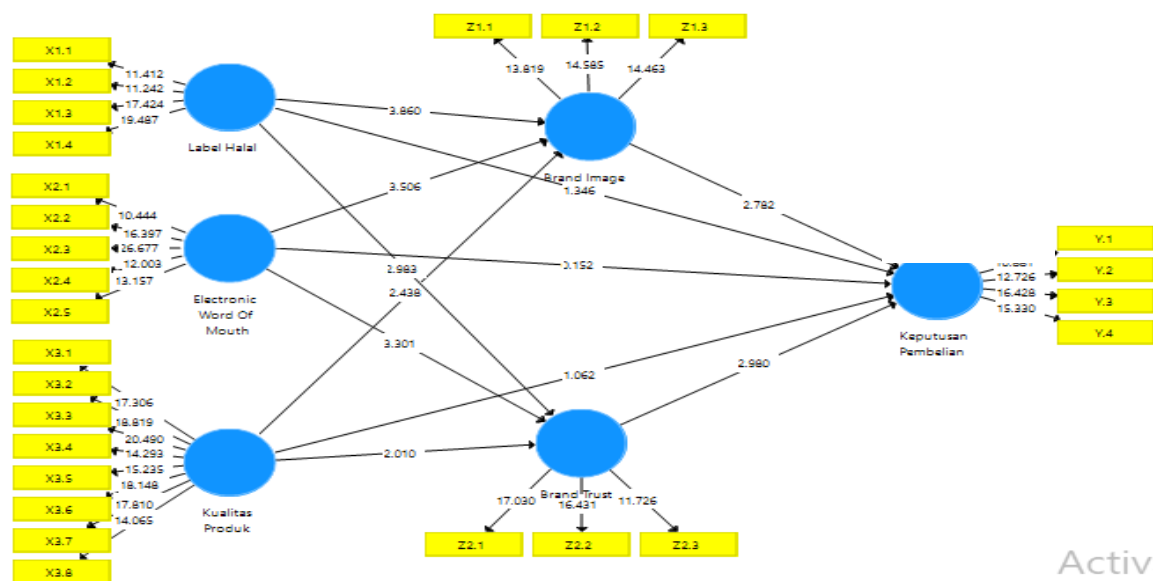 Z1.1
Z1.2
Z1.3
X1.1
X1.2
X1.3
X1.4
11.412
11.242
17.424
19.487
13.819
14.585
14.463
Label Halal
Brand Image
3.860
1.346
2.782
X2.1
X2.2
X2.3
X2.4
X2.5
10.444
16.397
26.677
12.003
13.157
Electronic
Word Of
Mouth
3.506
2.983
2.438
0.152
3.301
Y.1
Y.2
Y.3
Y.4
12.726
16.428
15.330
Keputusan
Pembelian
X3.1
X3.2
X3.3
X3.4
X3.5
X3.6
X3.7
X3.8
17.306
18.819
20.490
14.293
15.235
18.148
17.810
14.065
Kualitas
Produk
1.062
2.980
2.010
Brand Trust
17.030
16.431
11.726
Z2.1
Z2.2
Z2.3
Activ